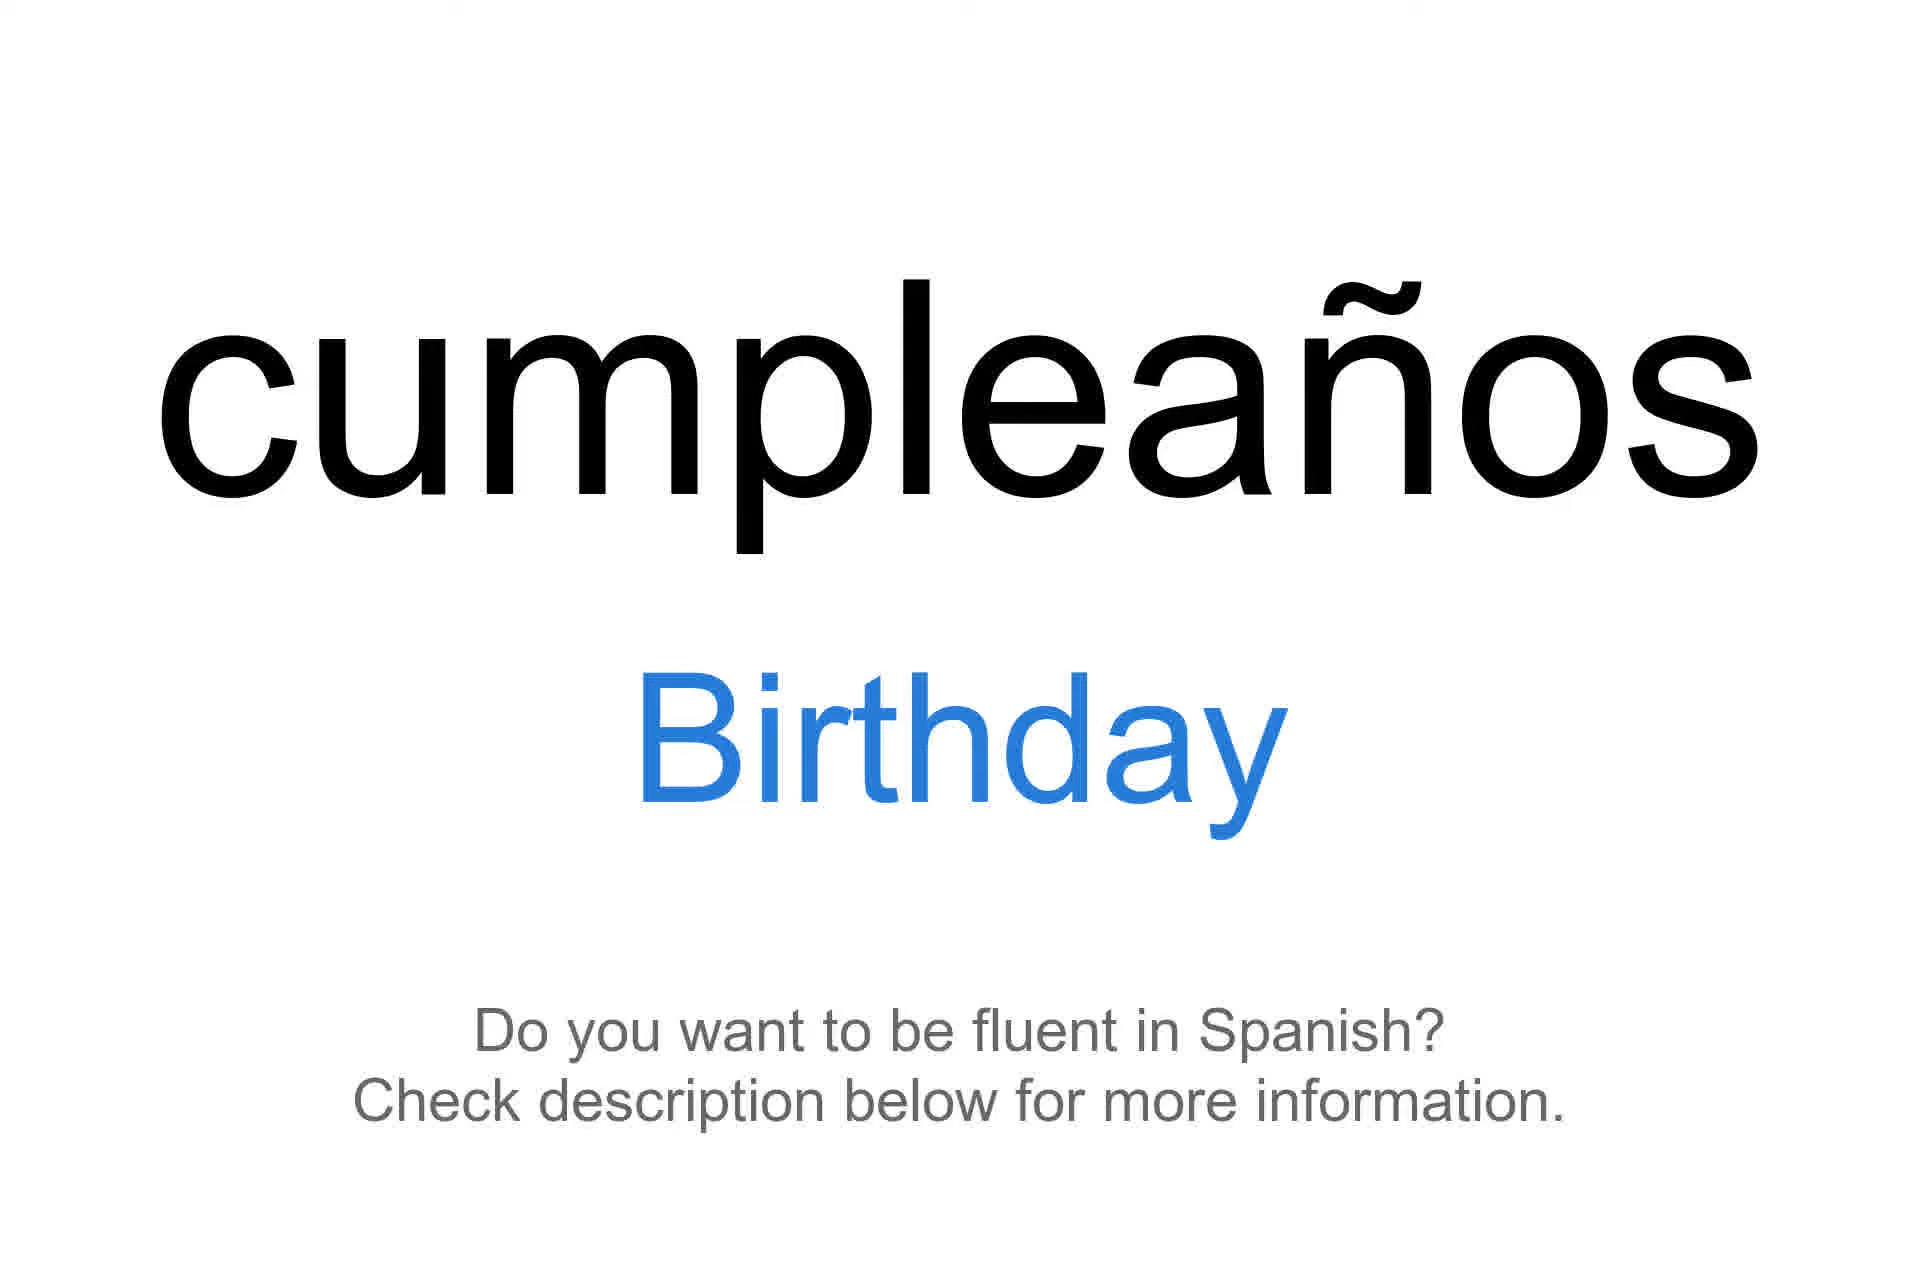 cumpleaños
Birthday
Do you want to be fluent in Spanish?
Check description below for more information.